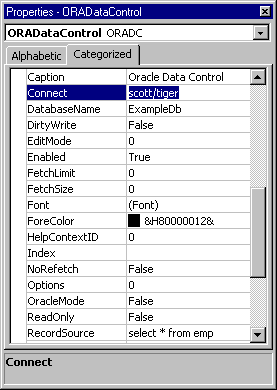 Properties - ORADataControl
ORADataControl ORADC
Alphabetic Categorized
Caption Oracle Data Control
Connect scott/tiger
DatabaseName ExampleDb
DirtyWrite False
EditMode 0
Enabled True
FetchLimit 0
FetchSize 0
Font (Font)
ForeColor &H80000012&
HelpContextID 0
Index
NoRefetch False
Options 0
OracleMode False
ReadOnly False
RecordSource select * from emp
Connect